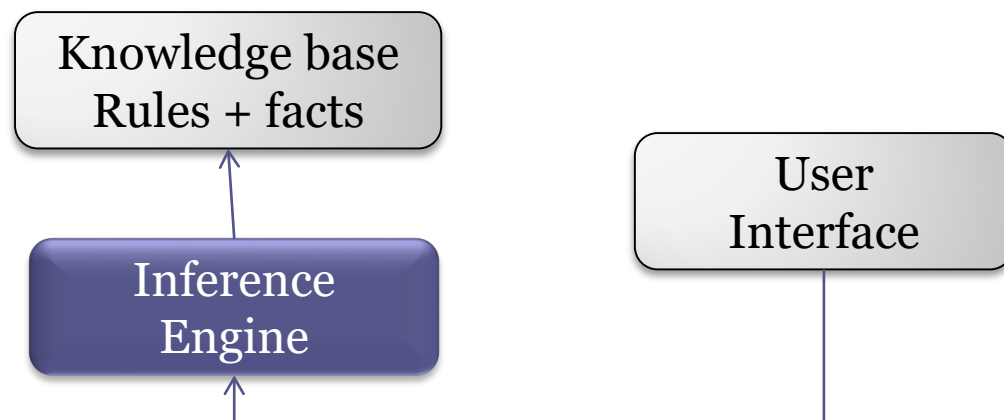 Knowledge base
Rules + facts
User
Interface
Inference
Engine